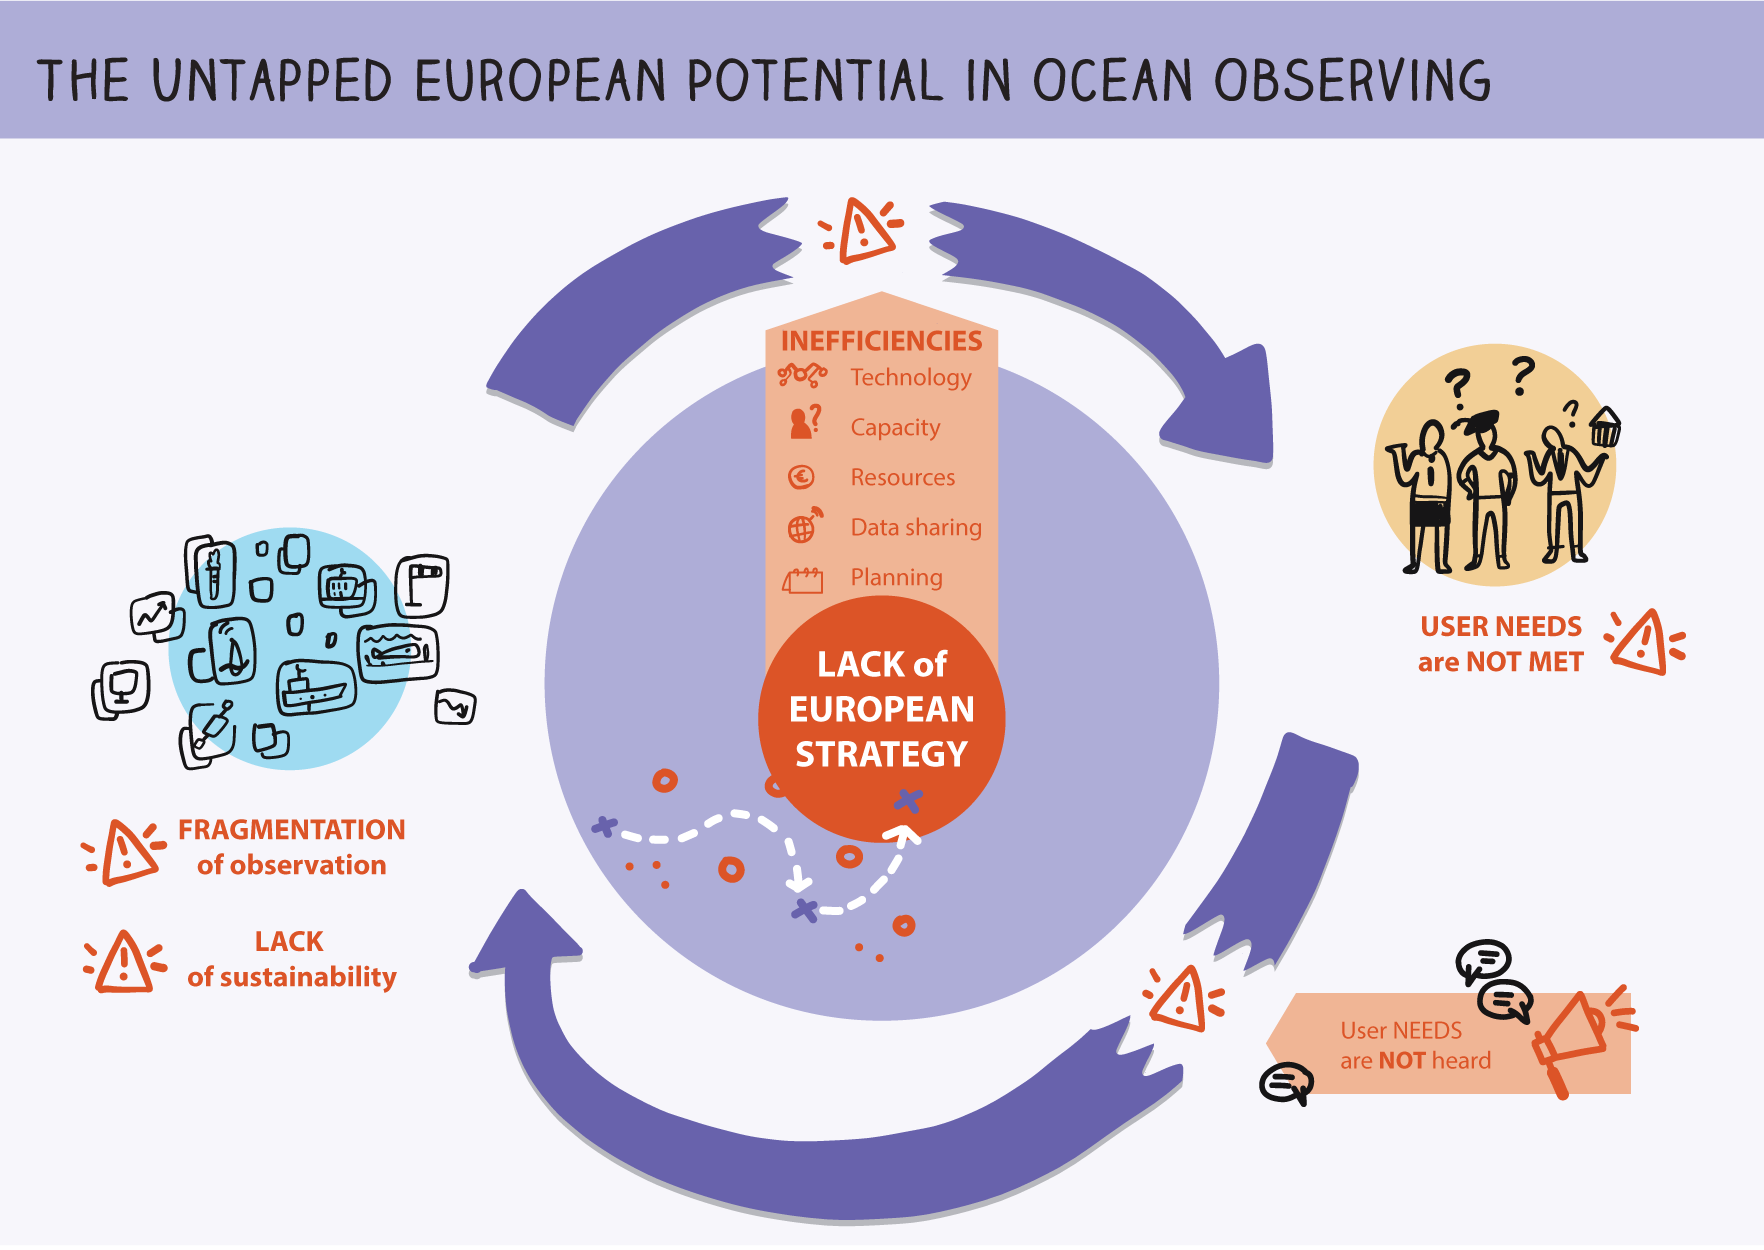 THE UNTAPPED EUROPEAN POTENTIAL IN OCEAN OBSERVING
INEFFICIENCIES
Technology
Capacity
Resources
Data sharing
Planning
LACK of
EUROPEAN
STRATEGY
USER NEEDS
are NOT MET
FRAGMENTATION
of observation
LACK
of sustainability
User NEEDS
are NOT heard